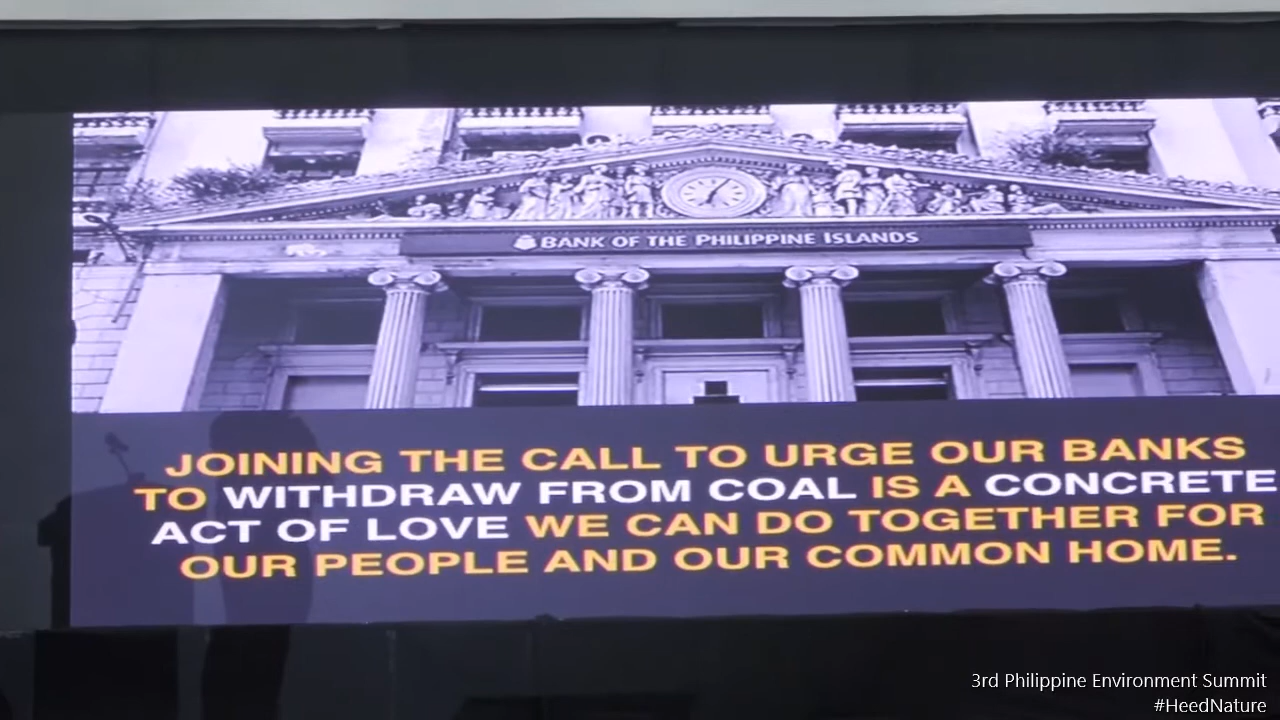 BANK OF THE PHILIPPINE ISLANDS
JOINING THE CALL TO URGE OUR BANKS
TO WITHDRAW FROM COAL IS A CONCRETE
ACT OF LOVE WE CAN DO TOGETHER FOR
OUR PEOPLE AND OUR COMMON HOME.
3rd Philippine Environment Summit
#HeedNature